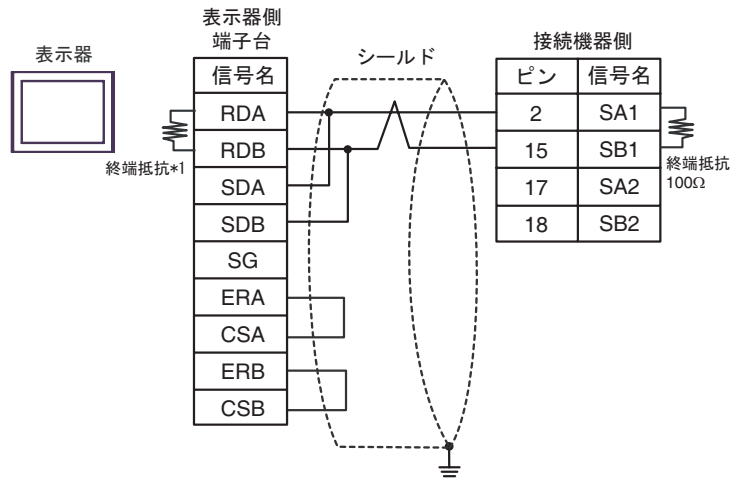 表示器
表示器側
端子台
信号名
RDA
RDB
SDA
SDB
SG
ERA
CSA
ERB
CSB
終端抵抗*1
シールド
接続機器側
ピン 信号名
2 SA1
15 SB1
17 SA2
18 SB2
終端抵抗
100Ω